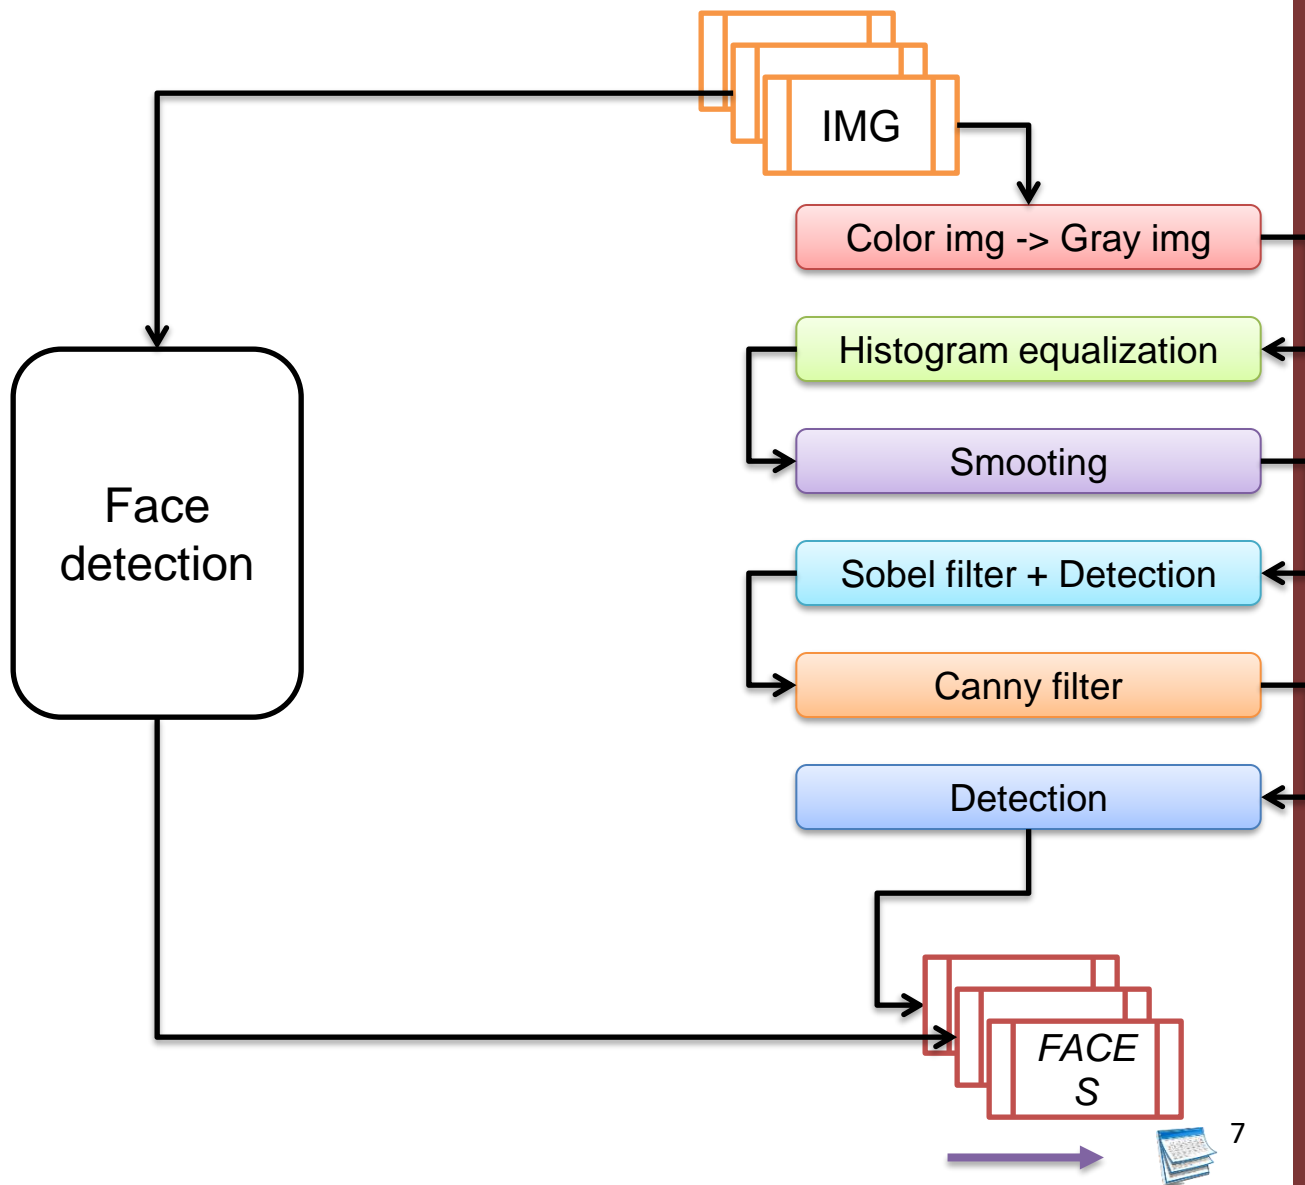 IMG
Color img -> Gray img
Histogram equalization
Smooting
Face
detection
Sobel filter + Detection
Canny filter
Detection
FACE
S
7